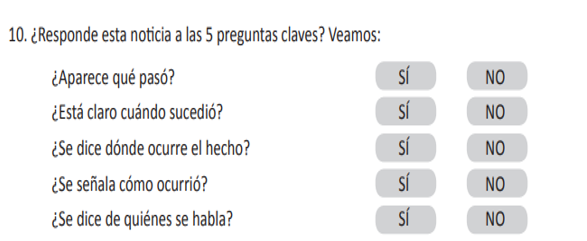 10. ¿Responde esta noticia a las 5 preguntas claves? Veamos:
¿Aparece qué pasó? SÍ NO
¿Está claro cuándo sucedió? SÍ NO
¿Se dice dónde ocurre el hecho? SÍ NO
¿Se señala cómo ocurrió? SÍ NO
¿Se dice de quiénes se habla? SÍ NO